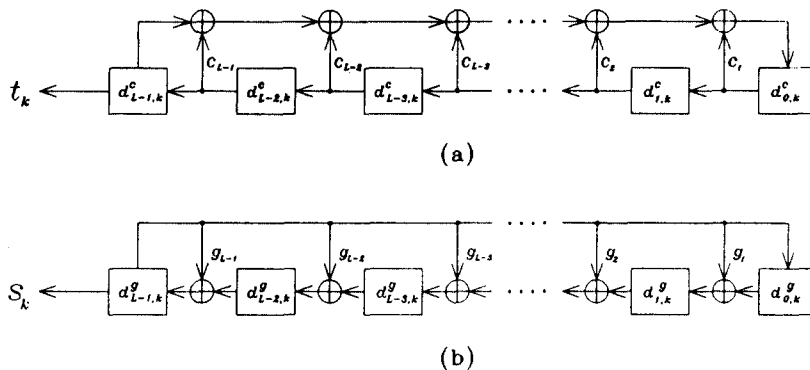 C_{L-1} C_{L-2} C_{L-3} C_2 C_1
t_k d^c_{L-1,k} d^c_{L-2,k} d^c_{L-3,k} d^c_{1,k} d^c_{0,k}
(a)
g_{L-1} g_{L-2} g_{L-3} g_2 g_1
S_k d^g_{L-1,k} d^g_{L-2,k} d^g_{L-3,k} d^g_{1,k} d^g_{0,k}
(b)